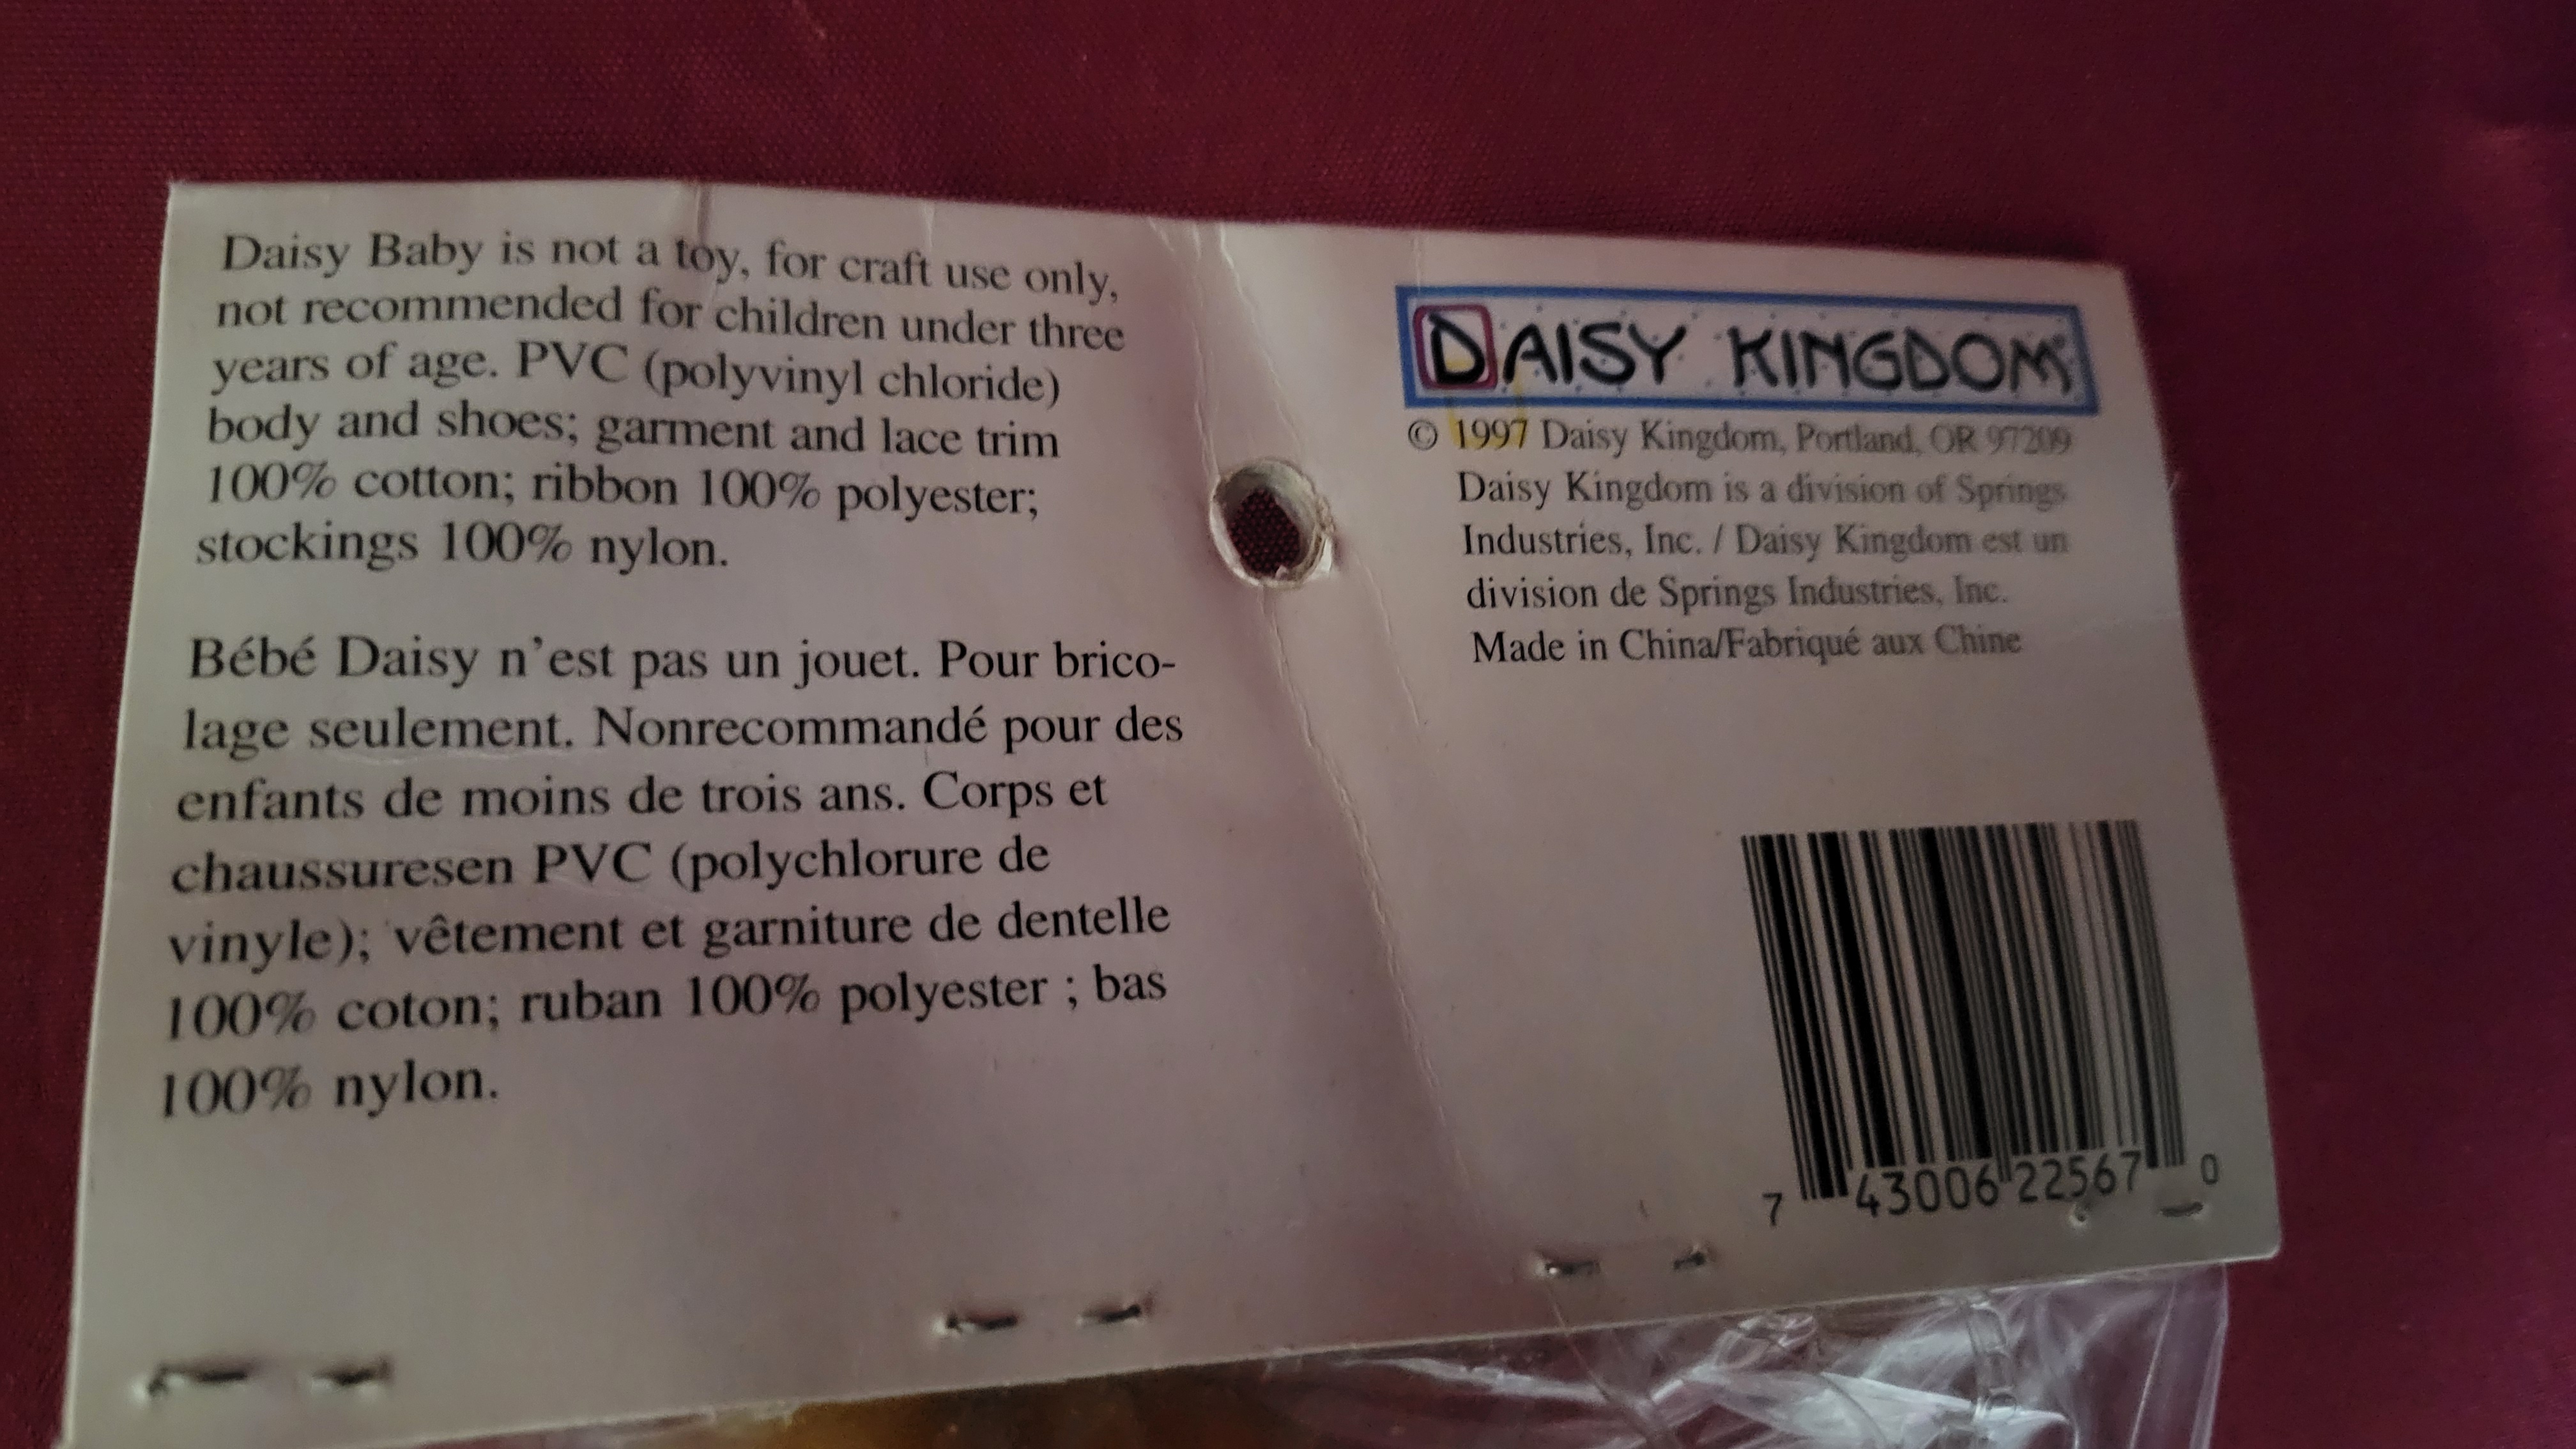 Daisy Baby is not a toy, for craft use only,
not recommended for children under three
years of age. PVC (polyvinyl chloride)
body and shoes; garment and lace trim
100% cotton; ribbon 100% polyester;
stockings 100% nylon.
Bébé Daisy n'est pas un jouet. Pour brico-
lage seulement. Nonrecommandé pour des
enfants de moins de trois ans. Corps et
chaussuresen PVC (polychlorure de
vinyle); vêtement et garniture de dentelle
100% coton; ruban 100% polyester ; bas
100% nylon.
DAISY KINGDOM
© 1997 Daisy Kingdom, Portland, OR 97209
Daisy Kingdom is a division of Springs
Industries, Inc. / Daisy Kingdom est un
division de Springs Industries, Inc.
Made in China/Fabriqué aux Chine
7 43006 22567 0